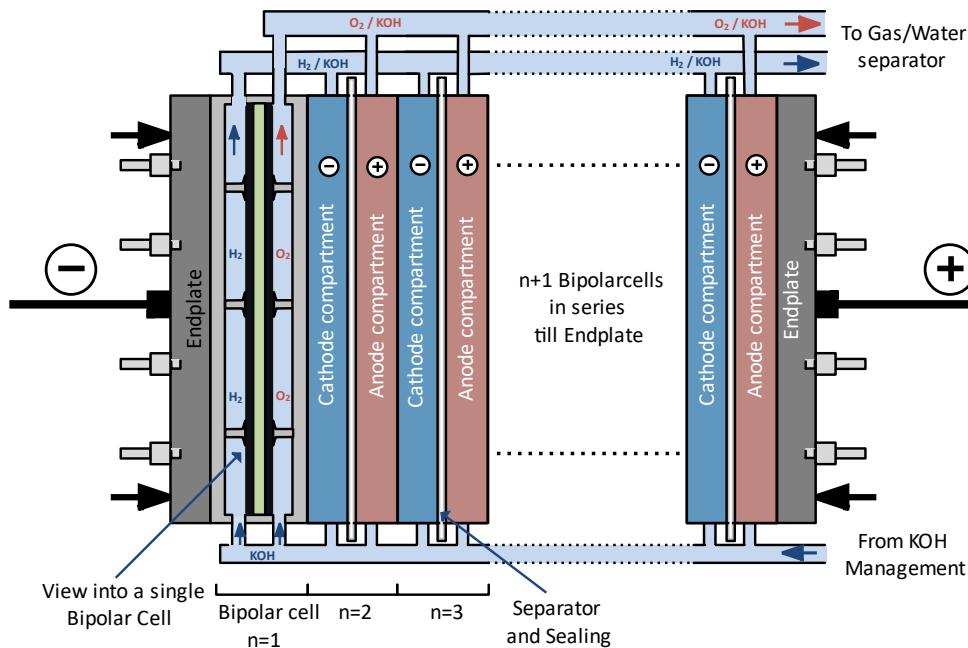 O₂ / KOH
O₂ / KOH
To Gas/Water
separator
H₂ / KOH
H₂ / KOH
−
+
−
+
−
+
−
+
Endplate
H₂
O₂
H₂
O₂
Cathode compartment
Anode compartment
Cathode compartment
Anode compartment
n+1 Bipolarcells
in series
till Endplate
Cathode compartment
Anode compartment
Endplate
KOH
From KOH
Management
View into a single
Bipolar Cell
Bipolar cell
n=1
n=2
n=3
Separator
and Sealing